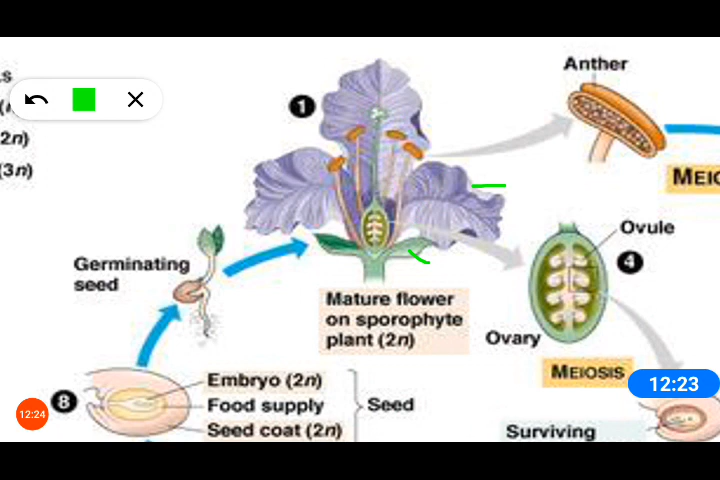 Anther
1
2n)
(3n)
MEIO
Ovule
4
Germinating
seed
Mature flower
on sporophyte
plant (2n)
Ovary
MEIOSIS
12:23
12:24
8
Embryo (2n)
Food supply
Seed coat (2n)
Seed
Surviving